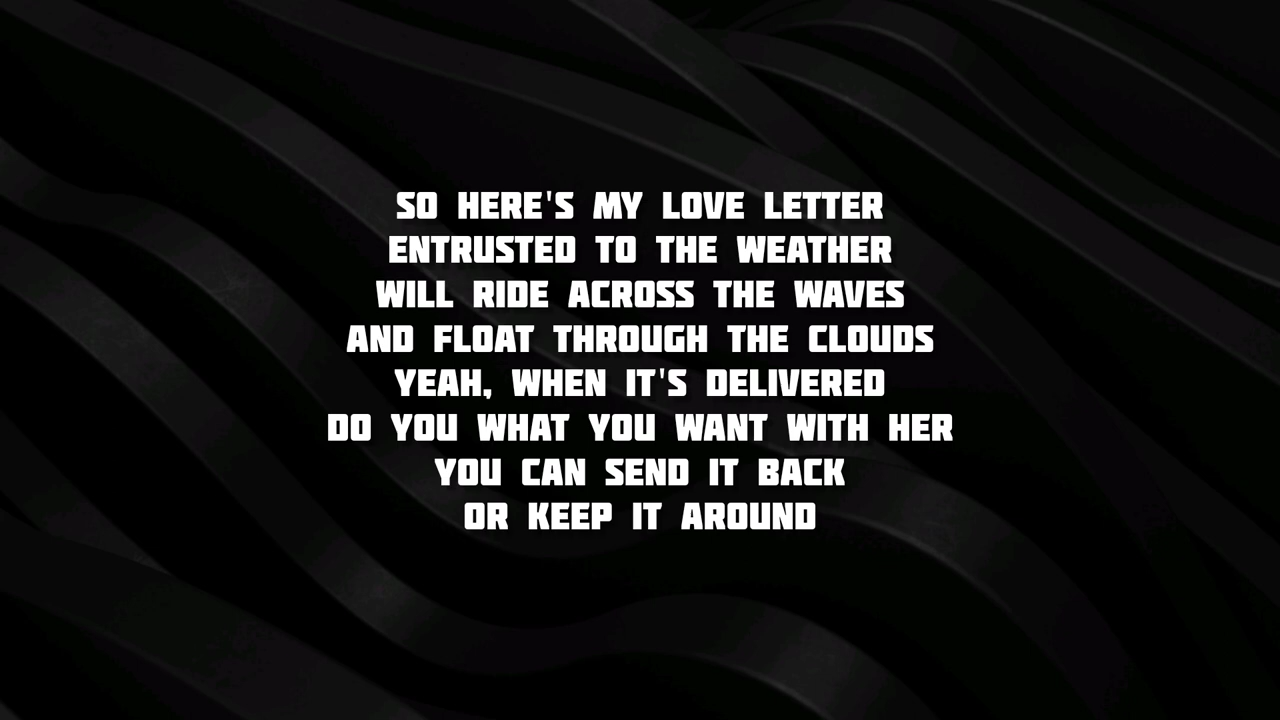 SO HERE'S MY LOVE LETTER
ENTRUSTED TO THE WEATHER
WILL RIDE ACROSS THE WAVES
AND FLOAT THROUGH THE CLOUDS
YEAH, WHEN IT'S DELIVERED
DO YOU WHAT YOU WANT WITH HER
YOU CAN SEND IT BACK
OR KEEP IT AROUND